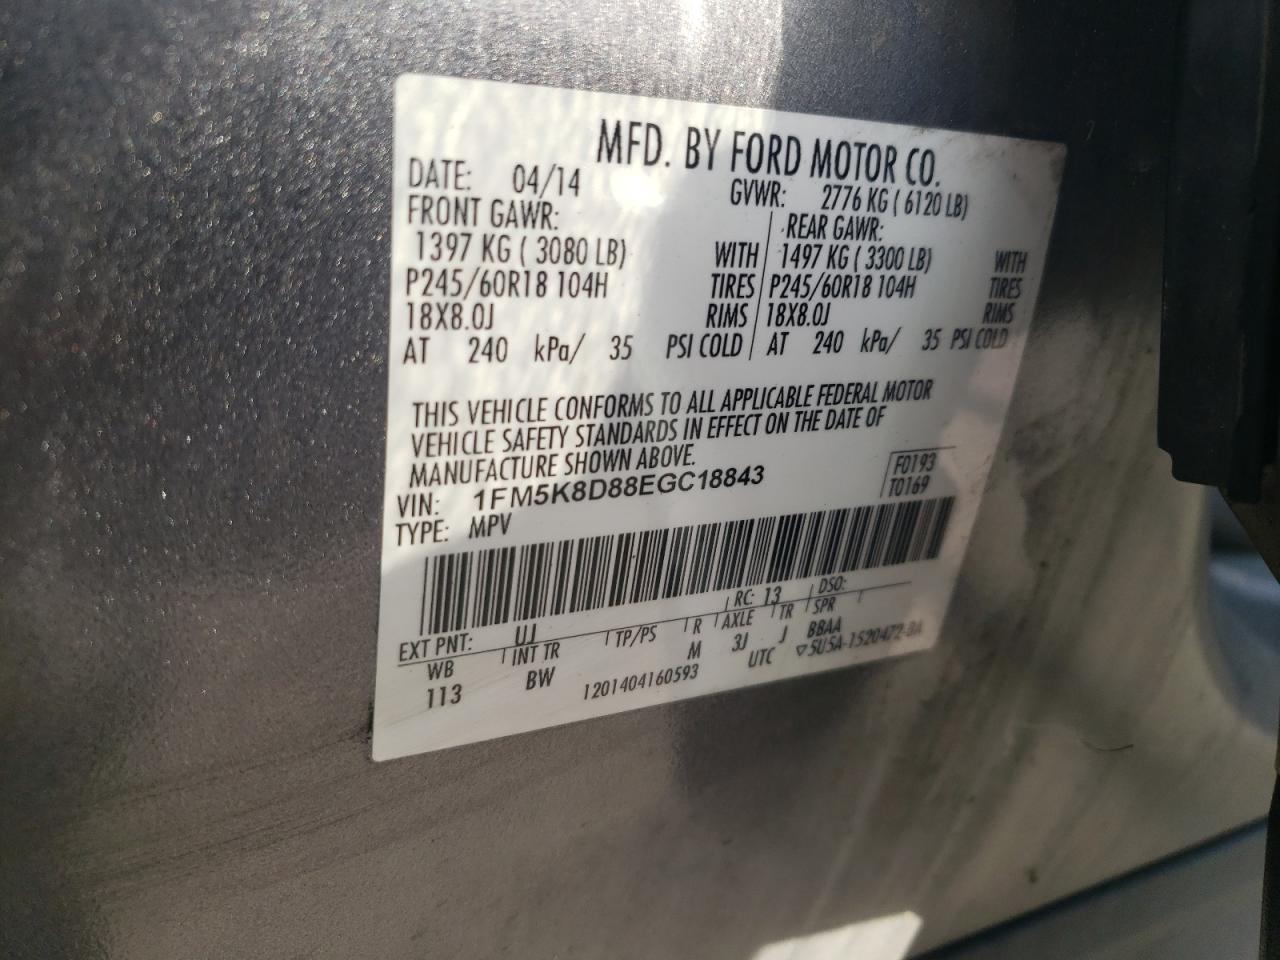 MFD. BY FORD MOTOR CO.
DATE: 04/14 GVWR: 2776 KG ( 6120 LB)
FRONT GAWR: REAR GAWR:
1397 KG ( 3080 LB) WITH 1497 KG ( 3300 LB) WITH
P245/60R18 104H TIRES P245/60R18 104H TIRES
18X8.0J RIMS 18X8.0J RIMS
AT 240 kPa/ 35 PSI COLD AT 240 kPa/ 35 PSI COLD
THIS VEHICLE CONFORMS TO ALL APPLICABLE FEDERAL MOTOR
VEHICLE SAFETY STANDARDS IN EFFECT ON THE DATE OF
MANUFACTURE SHOWN ABOVE.
VIN: 1FM5K8D88EGC18843 F0193
TYPE: MPV T0169
EXT PNT: UJ RC: 13 DSO:
WB INT TR TP/PS R AXLE TR SPR
113 BW M 3J J BBAA
1201404160593 UTC ▽5U5A-1520472-BA